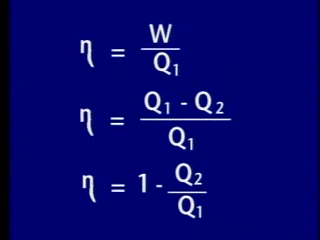 η = W / Q₁
η = Q₁ - Q₂ / Q₁
η = 1 - Q₂ / Q₁